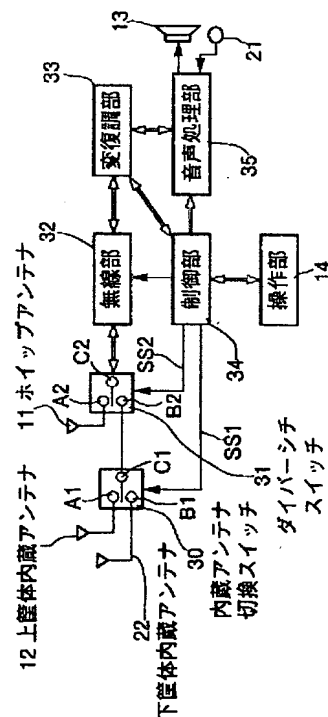 13
21
33
変復調部
音声処理部
35
32
無線部
制御部
34
操作部
14
11 ホイップアンテナ
A2
C2
B2
SS2
SS1
31
ダイバーシチ
スイッチ
12 上筐体内蔵アンテナ
A1
C1
B1
30
内蔵アンテナ
切換スイッチ
22
下筐体内蔵アンテナ